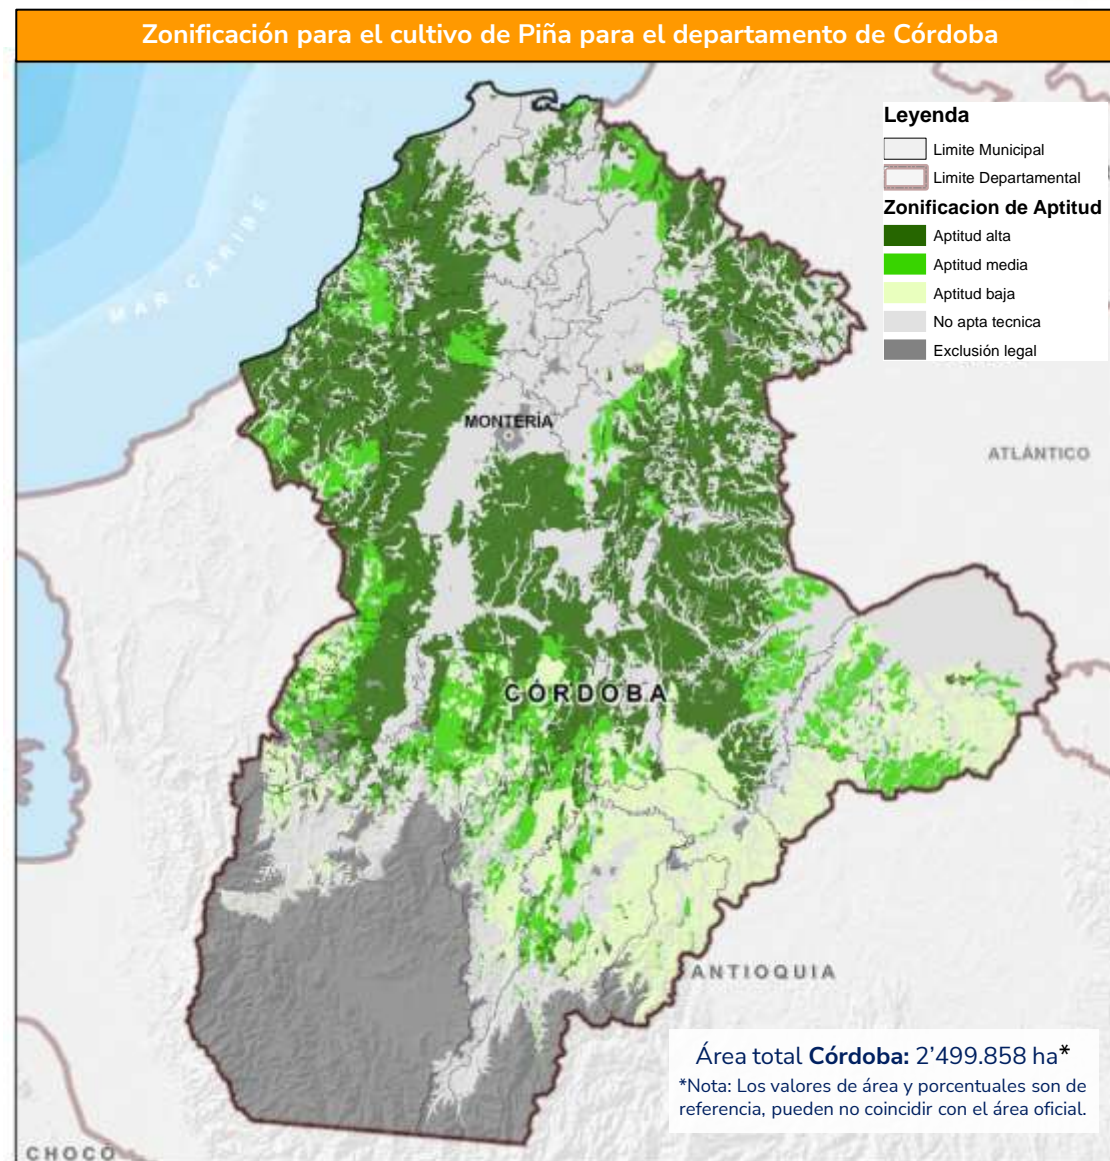 Zonificación para el cultivo de Piña para el departamento de Córdoba
Leyenda
Limite Municipal
Limite Departamental
Zonificacion de Aptitud
Aptitud alta
Aptitud media
Aptitud baja
No apta tecnica
Exclusión legal
MAR CARIBE
MONTERÍA
ATLÁNTICO
CÓRDOBA
ANTIOQUIA
Área total Córdoba: 2’499.858 ha*
*Nota: Los valores de área y porcentuales son de
referencia, pueden no coincidir con el área oficial.
CHOCÓ